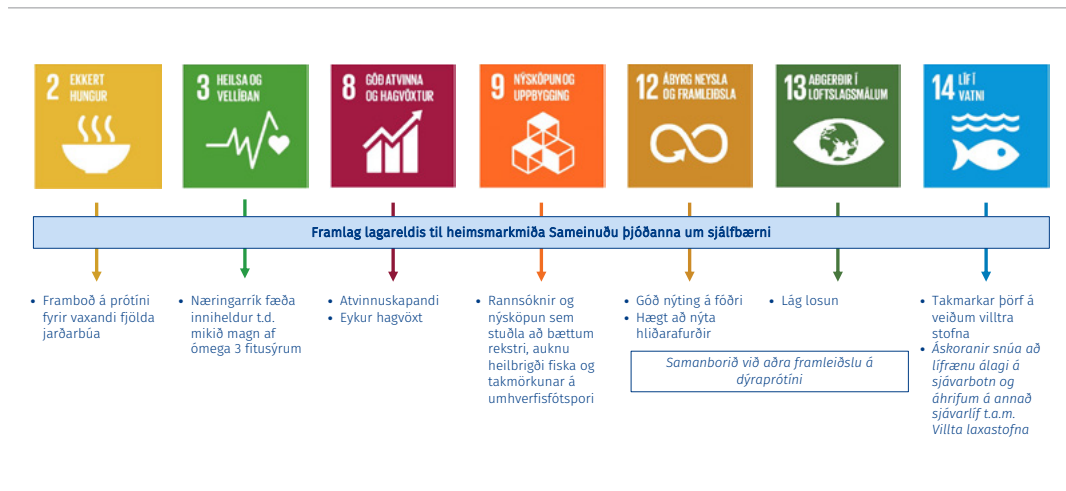 2 EKKERT
HUNGUR
3 HEILSA OG
VELLÍÐAN
8 GÓÐ ATVINNA
OG HAGVÖXTUR
9 NÝSKÖPUN OG
UPPBYGGING
12 ÁBYRG NEYSLA
OG FRAMLEIÐSLA
13 AÐGERÐIR Í
LOFTSLAGSMÁLUM
14 LÍF Í
VATNI
Framlag lagareldis til heimsmarkmiða Sameinuðu þjóðanna um sjálfbærni
• Framboð á prótíni
fyrir vaxandi fjölda
jarðarbúa
• Næringarrík fæða
inniheldur t.d.
mikið magn af
ómega 3 fitusýrum
• Atvinnuskapandi
• Eykur hagvöxt
• Rannsóknir og
nýsköpun sem
stuðla að bættum
rekstri, auknu
heilbrigði fiska og
takmörkunar á
umhverfisfótspori
• Góð nýting á fóðri
• Hægt að nýta
hliðarafurðir
• Lág losun
Samanborið við aðra framleiðslu á
dýraprótíni
• Takmarkar þörf á
veiðum villtra
stofna
• Áskoranir snúa að
lífrænu álagi á
sjávarbotn og
áhrifum á annað
sjávarlíf t.a.m.
Villta laxastofna